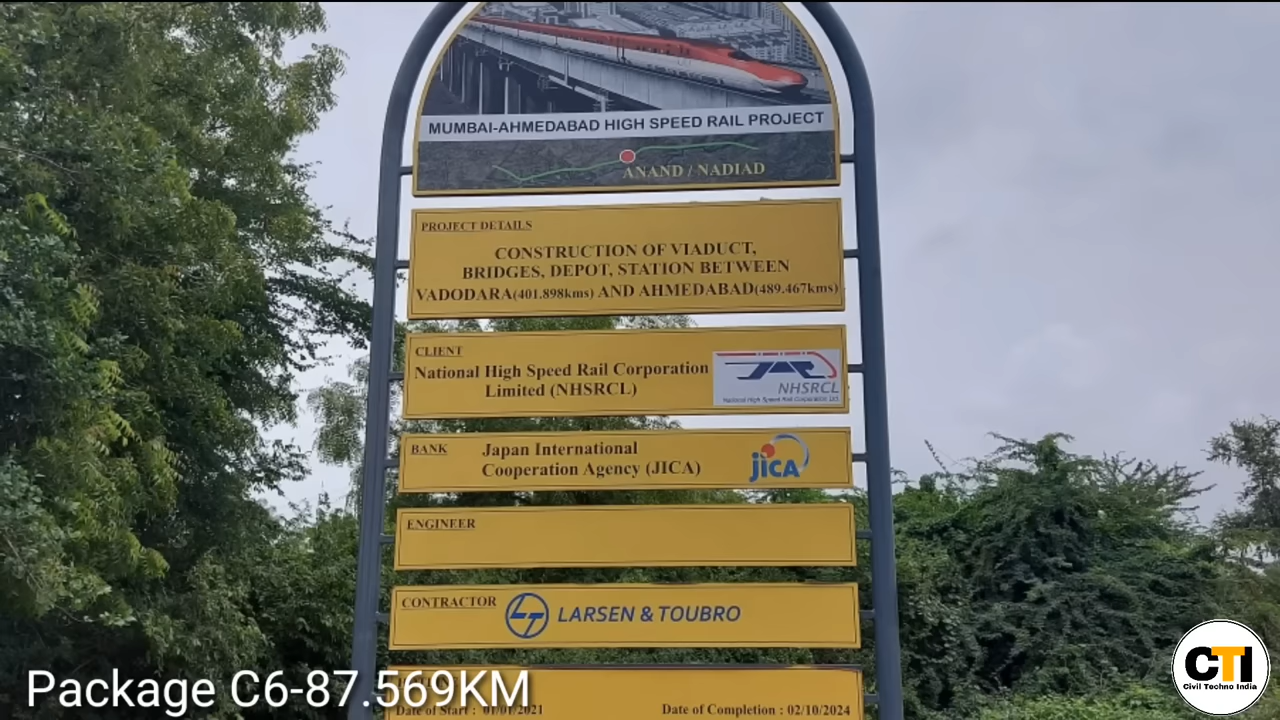 MUMBAI-AHMEDABAD HIGH SPEED RAIL PROJECT
ANAND / NADIAD
PROJECT DETAILS
CONSTRUCTION OF VIADUCT,
BRIDGES, DEPOT, STATION BETWEEN
VADODARA(401.898kms) AND AHMEDABAD(489.467kms)
CLIENT
National High Speed Rail Corporation
Limited (NHSRCL)
NHSRCL
National High Speed Rail Corporation Ltd.
BANK
Japan International
Cooperation Agency (JICA)
jica
ENGINEER
CONTRACTOR
LT LARSEN & TOUBRO
Date of Start : 01/01/2021
Date of Completion : 02/10/2024
Package C6-87.569KM
CTI
Civil Techno India